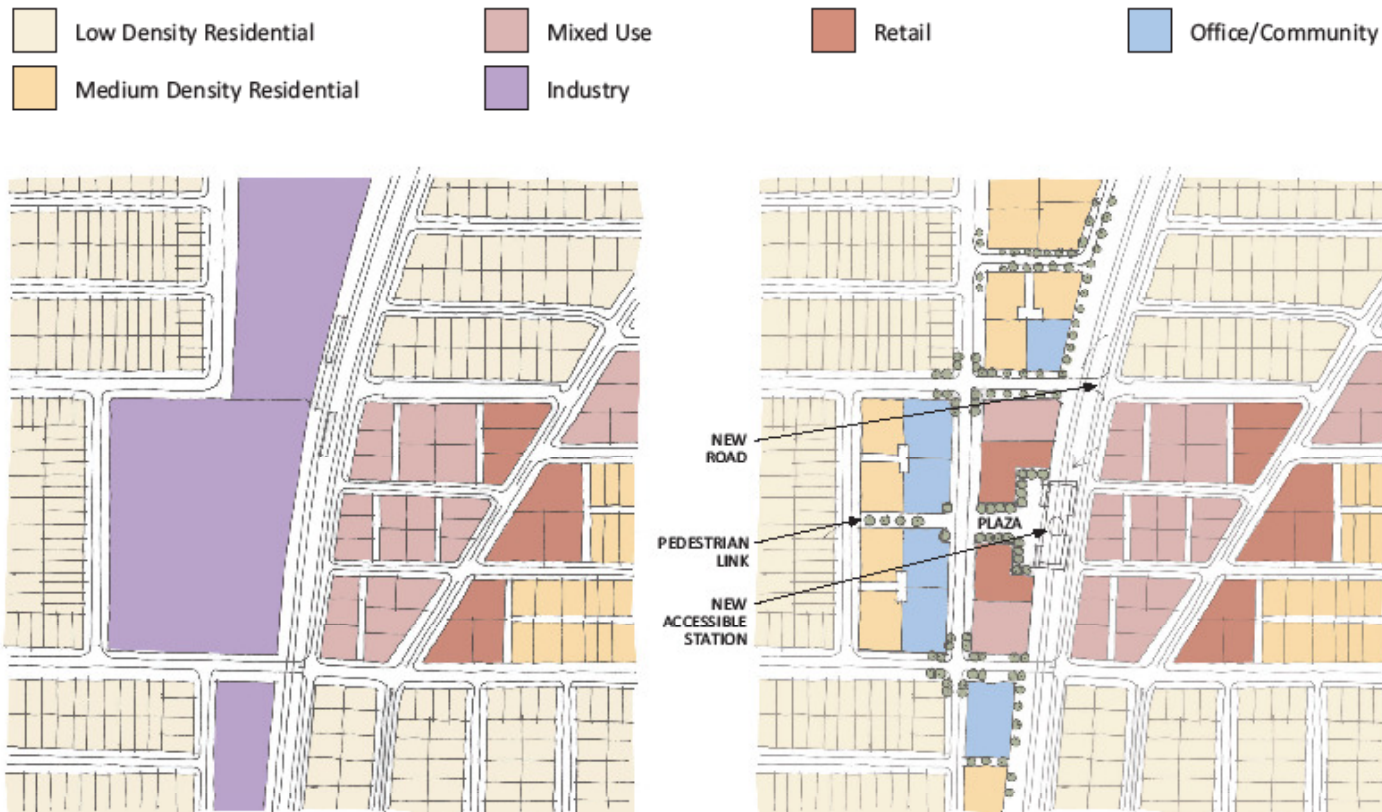 Low Density Residential
Mixed Use
Retail
Office/Community
Medium Density Residential
Industry
NEW
ROAD
PLAZA
PEDESTRIAN
LINK
NEW
ACCESSIBLE
STATION